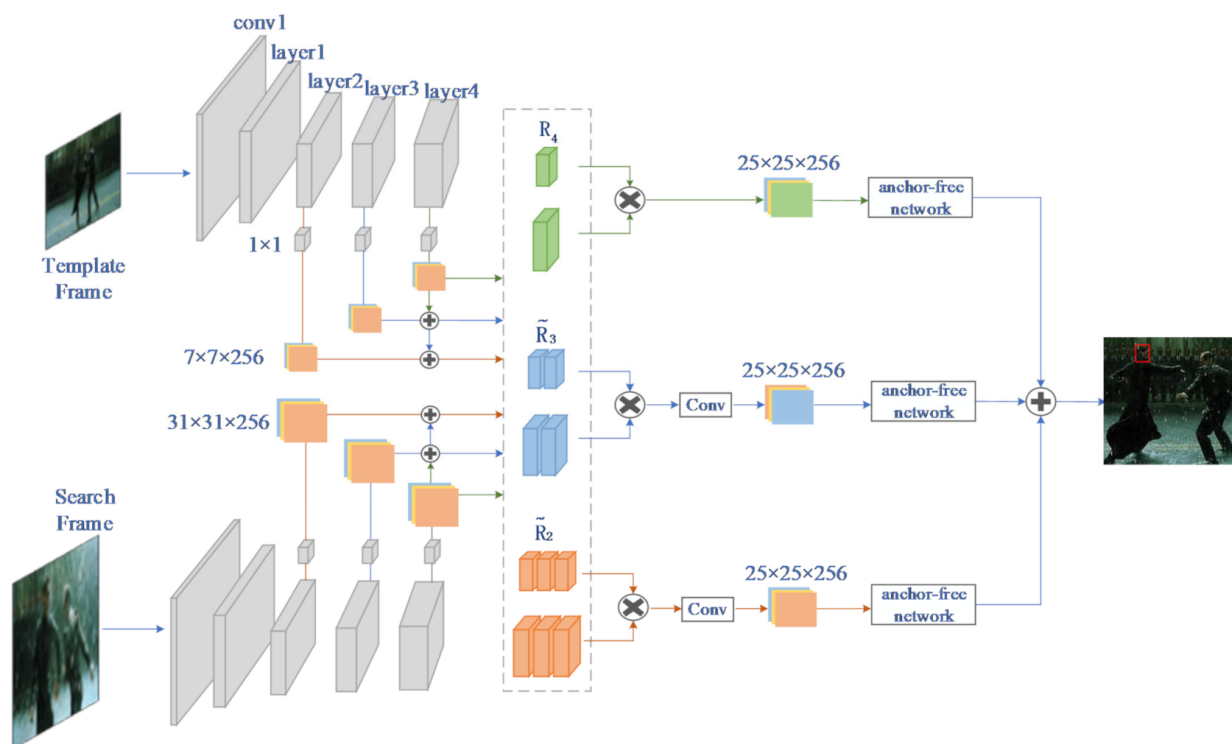 conv1
layer1
layer2
layer3
layer4
Template
Frame
1×1
7×7×256
31×31×256
Search
Frame
R₄
R̃₃
R̃₂
25×25×256
anchor-free
network
Conv
25×25×256
anchor-free
network
Conv
25×25×256
anchor-free
network